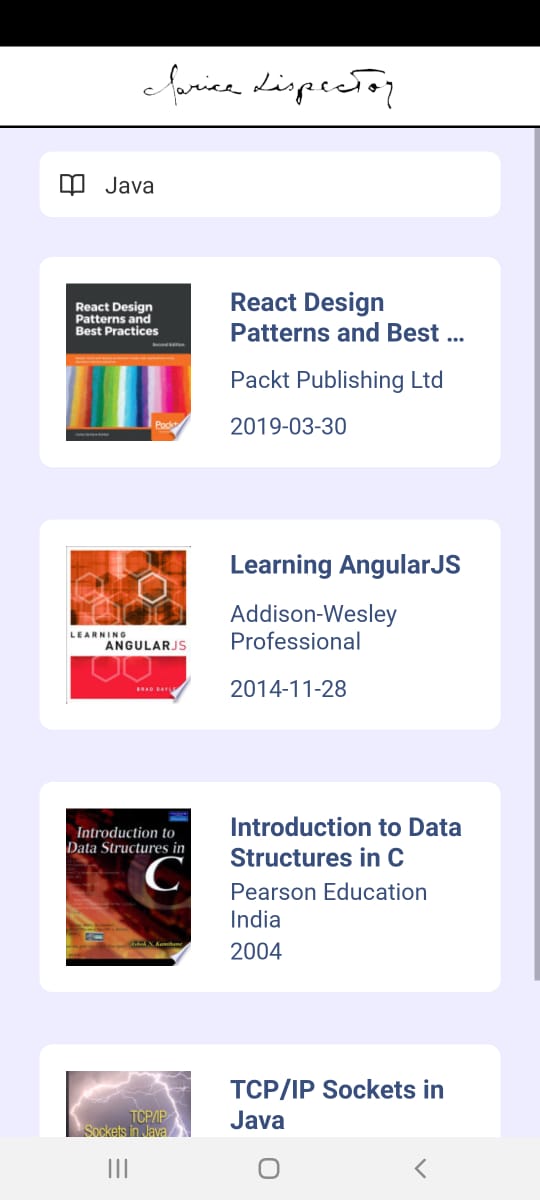 Clarice Lispector
Java
React Design
Patterns and
Best Practices
Second Edition
Packt
React Design
Patterns and Best ...
Packt Publishing Ltd
2019-03-30
LEARNING
ANGULARJS
Learning AngularJS
Addison-Wesley
Professional
2014-11-28
Introduction to
Data Structures in
C
Ashok N. Kamthane
Introduction to Data
Structures in C
Pearson Education
India
2004
TCP/IP
Sockets in Java
TCP/IP Sockets in
Java